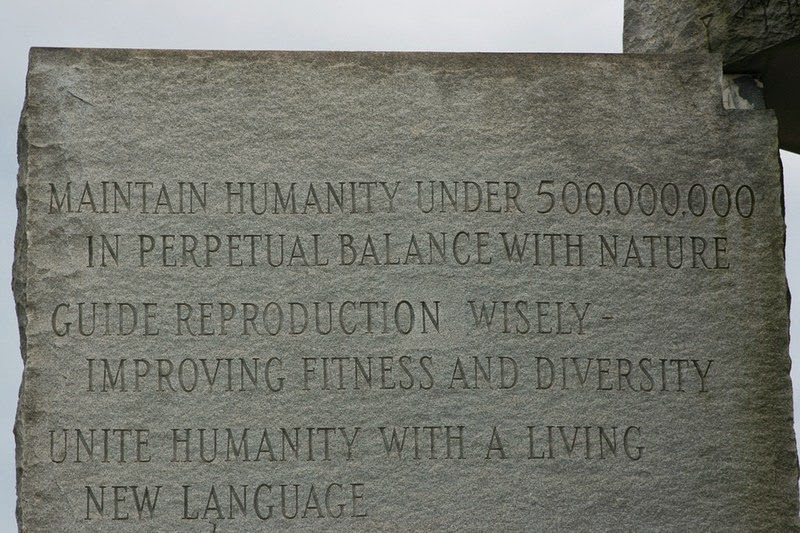 MAINTAIN HUMANITY UNDER 500,000,000
IN PERPETUAL BALANCE WITH NATURE
GUIDE REPRODUCTION WISELY -
IMPROVING FITNESS AND DIVERSITY
UNITE HUMANITY WITH A LIVING
NEW LANGUAGE